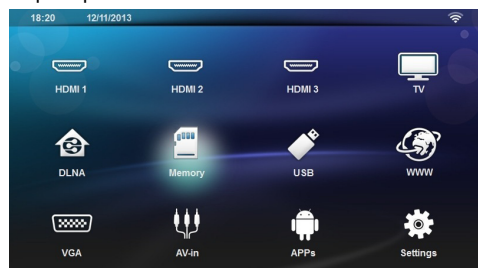 18:20 12/11/2013
HDMI 1 HDMI 2 HDMI 3 TV
DLNA Memory USB WWW
VGA AV-in APPs Settings